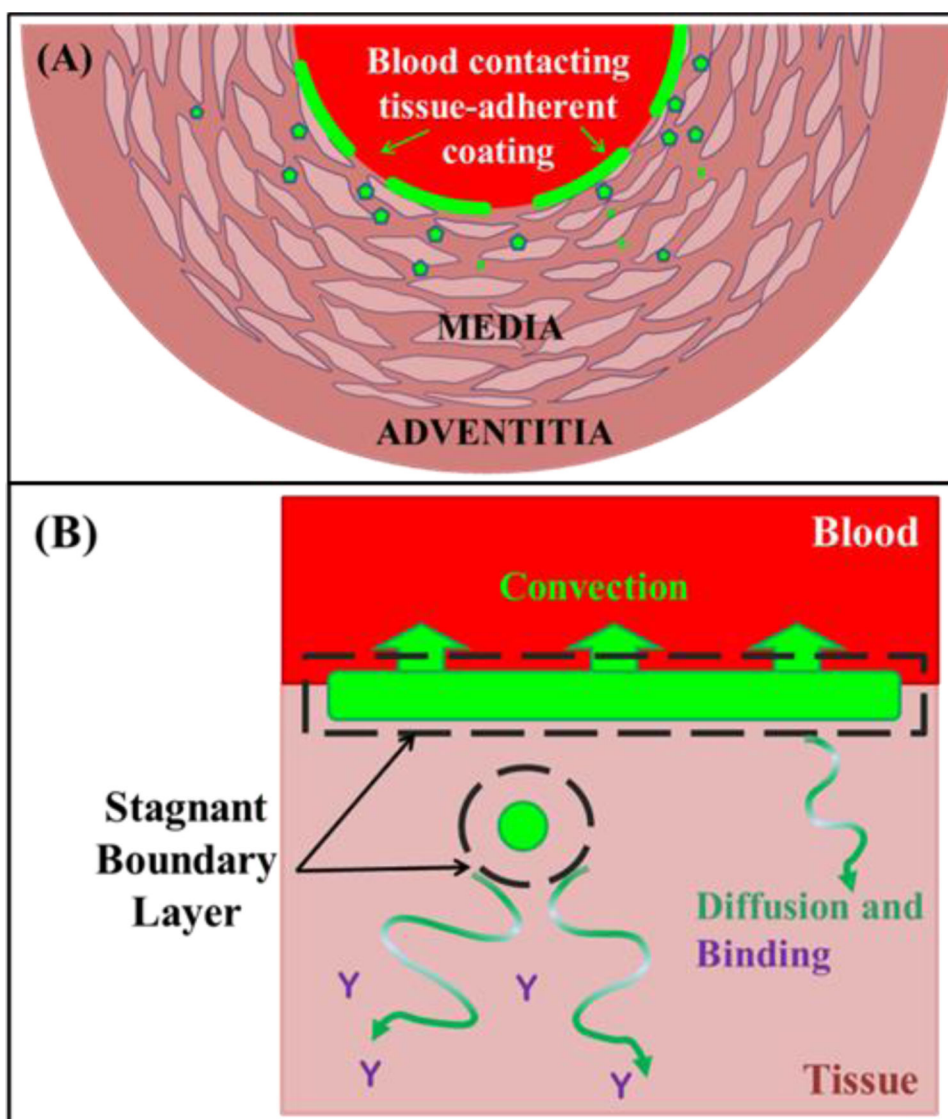 (A)
Blood contacting
tissue-adherent
coating
MEDIA
ADVENTITIA
(B)
Blood
Convection
Stagnant
Boundary
Layer
Diffusion and
Binding
Y
Y
Y
Y
Tissue